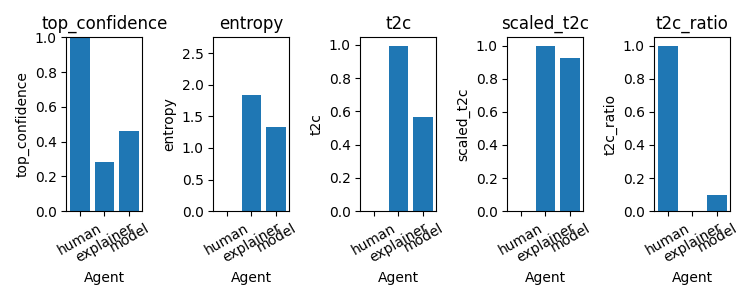 top_confidence
top_confidence
1.0
0.8
0.6
0.4
0.2
0.0
human
explainer
model
Agent
entropy
entropy
2.5
2.0
1.5
1.0
0.5
0.0
human
explainer
model
Agent
t2c
t2c
1.0
0.8
0.6
0.4
0.2
0.0
human
explainer
model
Agent
scaled_t2c
scaled_t2c
1.0
0.8
0.6
0.4
0.2
0.0
human
explainer
model
Agent
t2c_ratio
t2c_ratio
1.0
0.8
0.6
0.4
0.2
0.0
human
explainer
model
Agent